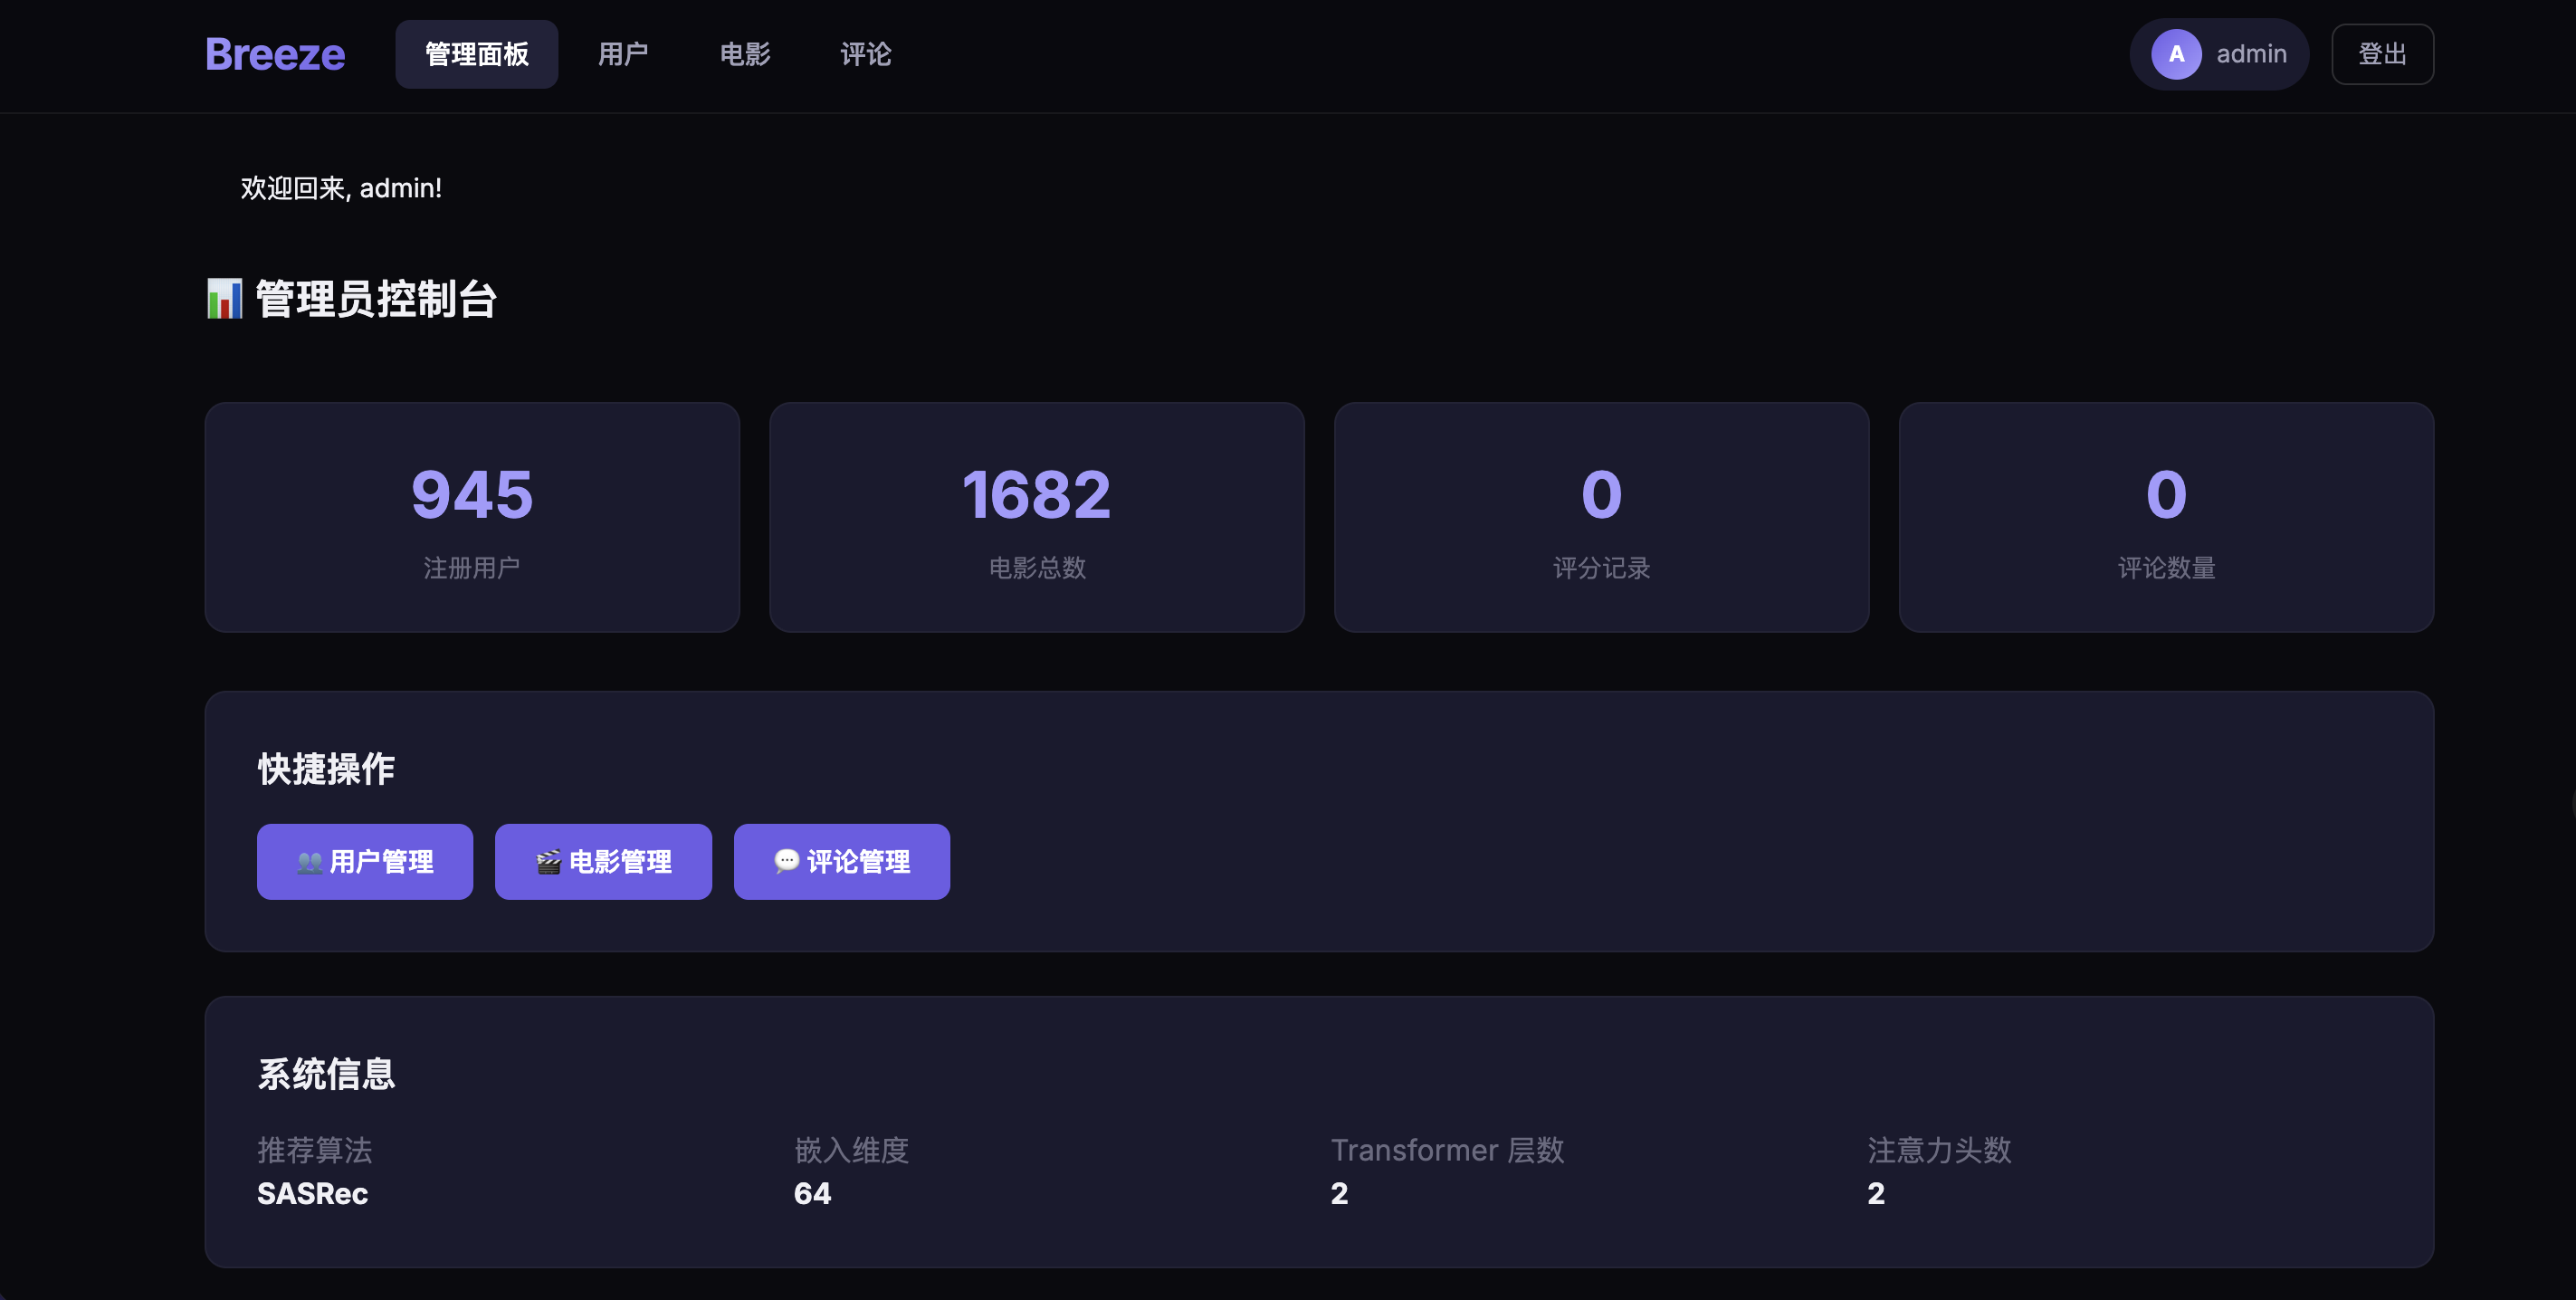 Breeze 管理面板 用户 电影 评论 A admin 登出
欢迎回来, admin!
📊 管理员控制台
945 1682 0 0
注册用户 电影总数 评分记录 评论数量
快捷操作
👥 用户管理 🎬 电影管理 💬 评论管理
系统信息
推荐算法 嵌入维度 Transformer 层数 注意力头数
SASRec 64 2 2